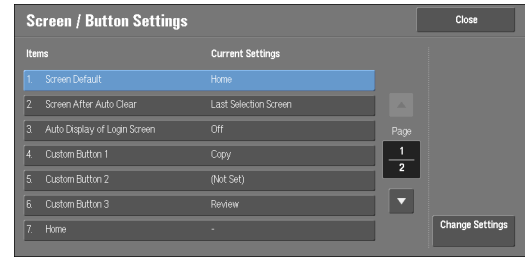 Screen / Button Settings
Close
Items Current Settings
1. Screen Default Home
2. Screen After Auto Clear Last Selection Screen
3. Auto Display of Login Screen Off
4. Custom Button 1 Copy
5. Custom Button 2 (Not Set)
6. Custom Button 3 Review
7. Home -
Page
1
2
Change Settings